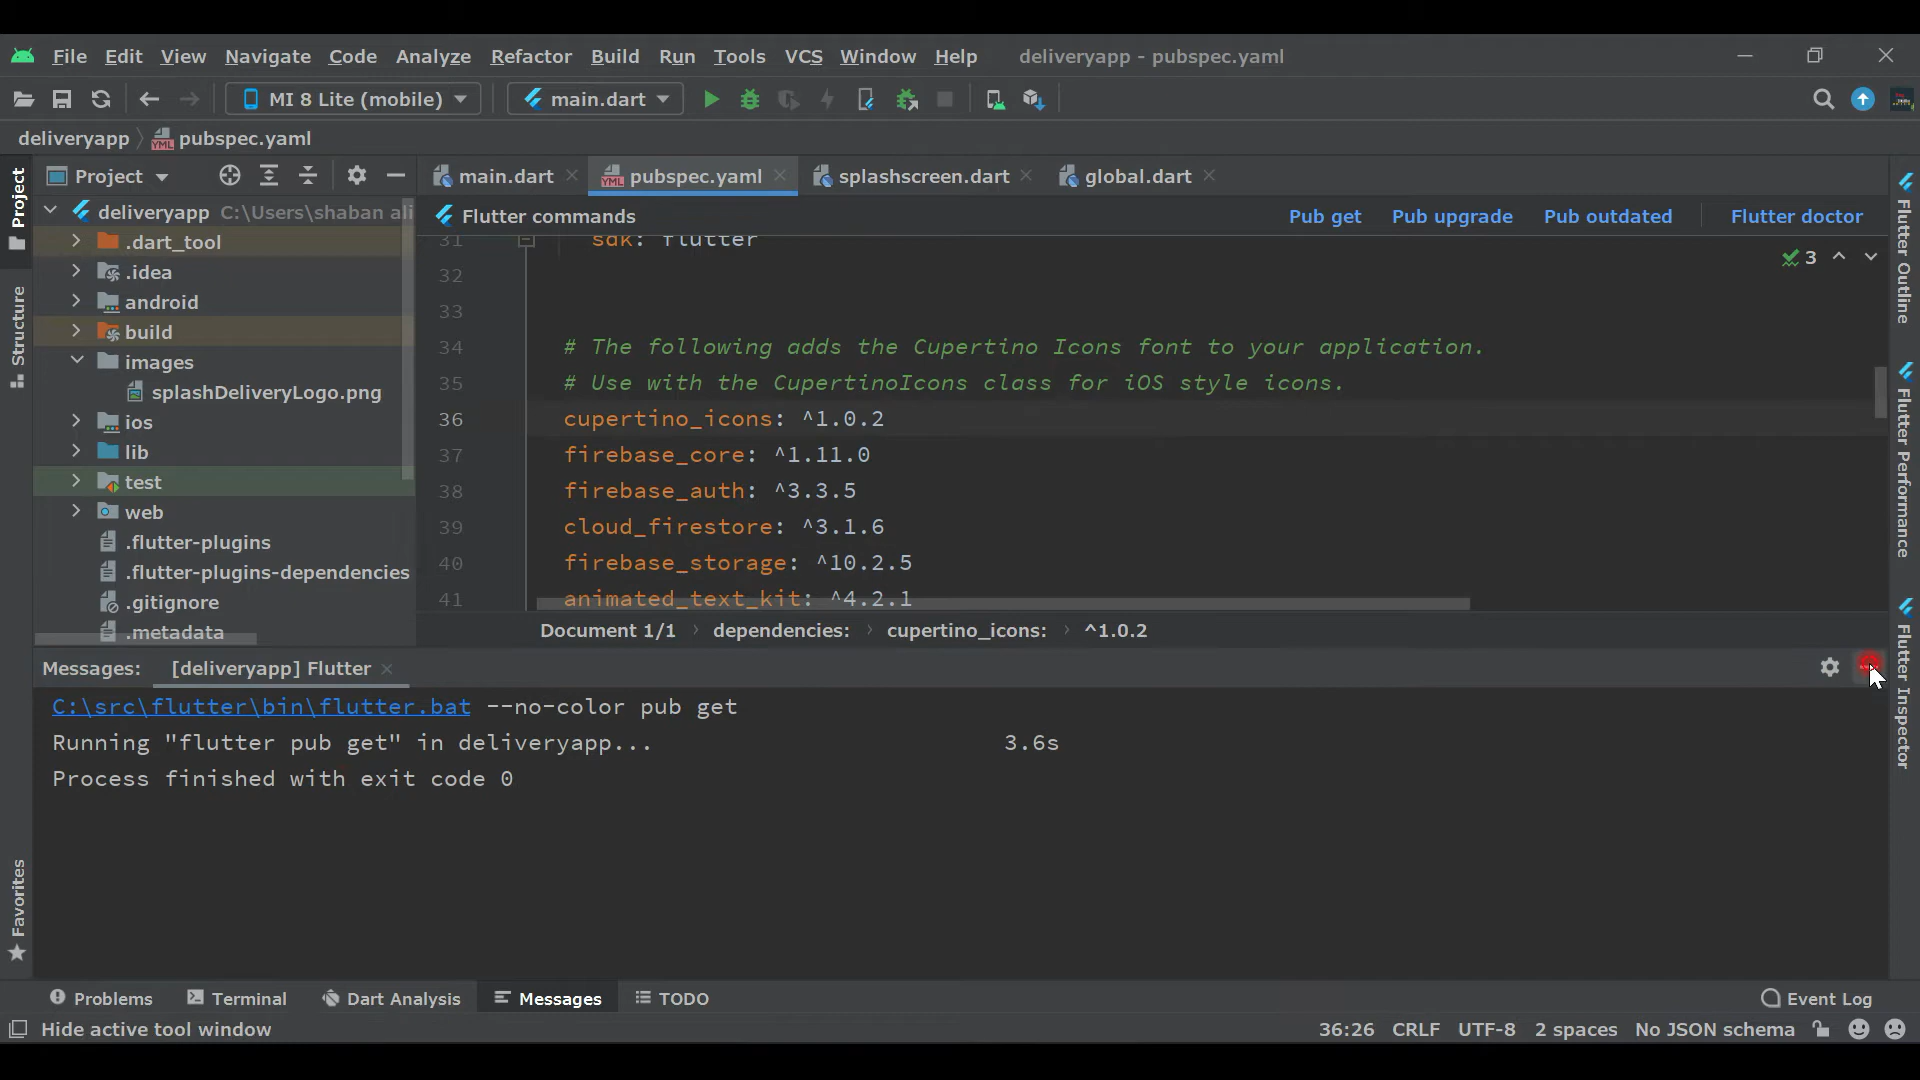 File Edit View Navigate Code Analyze Refactor Build Run Tools VCS Window Help deliveryapp - pubspec.yaml
MI 8 Lite (mobile) main.dart
deliveryapp pubspec.yaml
Project
main.dart pubspec.yaml splashscreen.dart global.dart
Flutter commands Pub get Pub upgrade Pub outdated Flutter doctor
deliveryapp C:\Users\shaban ali
.dart_tool
.idea
android
build
images
splashDeliveryLogo.png
ios
lib
test
web
.flutter-plugins
.flutter-plugins-dependencies
.gitignore
.metadata
31 sdk: flutter
3
32
33
34 # The following adds the Cupertino Icons font to your application.
35 # Use with the CupertinoIcons class for iOS style icons.
36 cupertino_icons: ^1.0.2
37 firebase_core: ^1.11.0
38 firebase_auth: ^3.3.5
39 cloud_firestore: ^3.1.6
40 firebase_storage: ^10.2.5
41 animated_text_kit: ^4.2.1
Document 1/1 dependencies: cupertino_icons: ^1.0.2
Messages: [deliveryapp] Flutter
C:\src\flutter\bin\flutter.bat --no-color pub get
Running "flutter pub get" in deliveryapp... 3.6s
Process finished with exit code 0
Project
Structure
Favorites
Flutter Outline
Flutter Performance
Flutter Inspector
Problems Terminal Dart Analysis Messages TODO Event Log
Hide active tool window 36:26 CRLF UTF-8 2 spaces No JSON schema